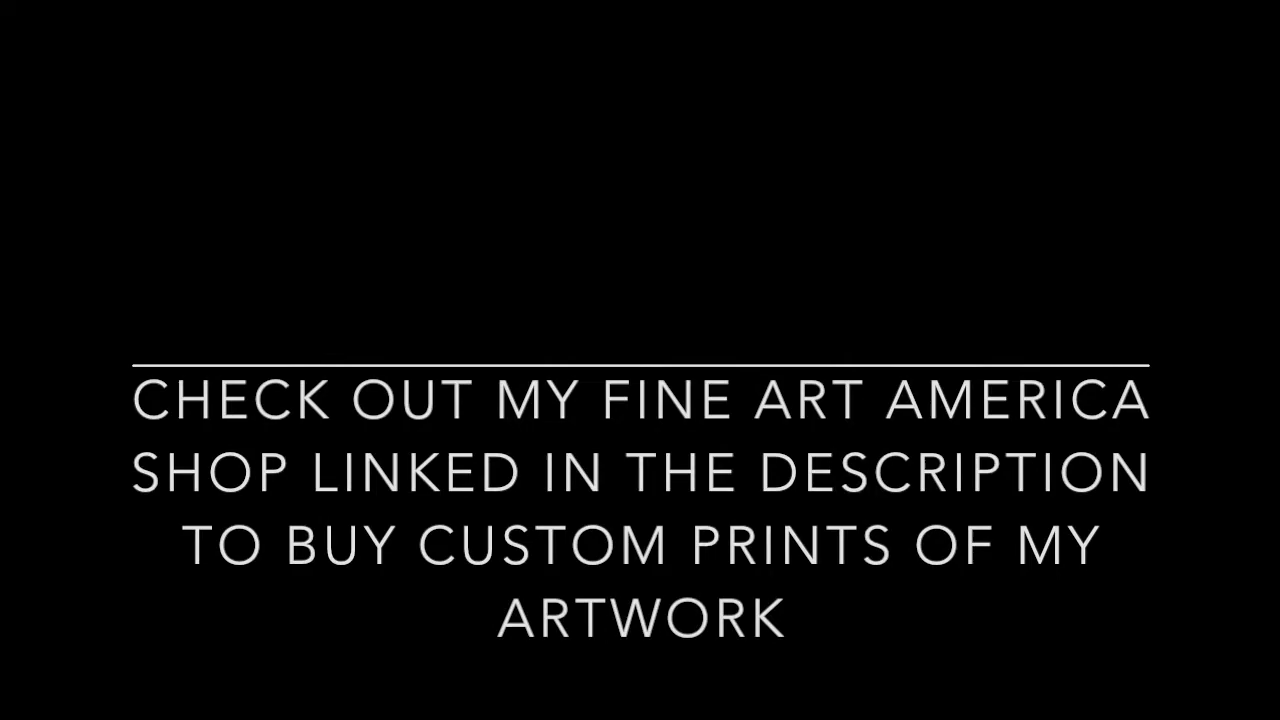 CHECK OUT MY FINE ART AMERICA
SHOP LINKED IN THE DESCRIPTION
TO BUY CUSTOM PRINTS OF MY
ARTWORK